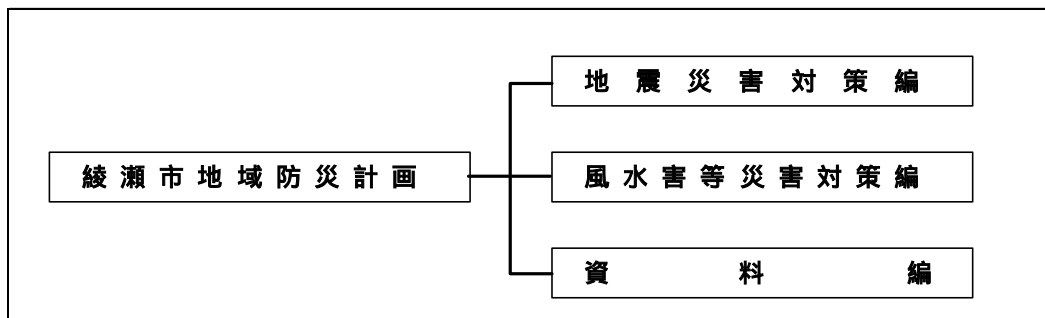 地震災害対策編
綾瀬市地域防災計画
風水害等災害対策編
資料編